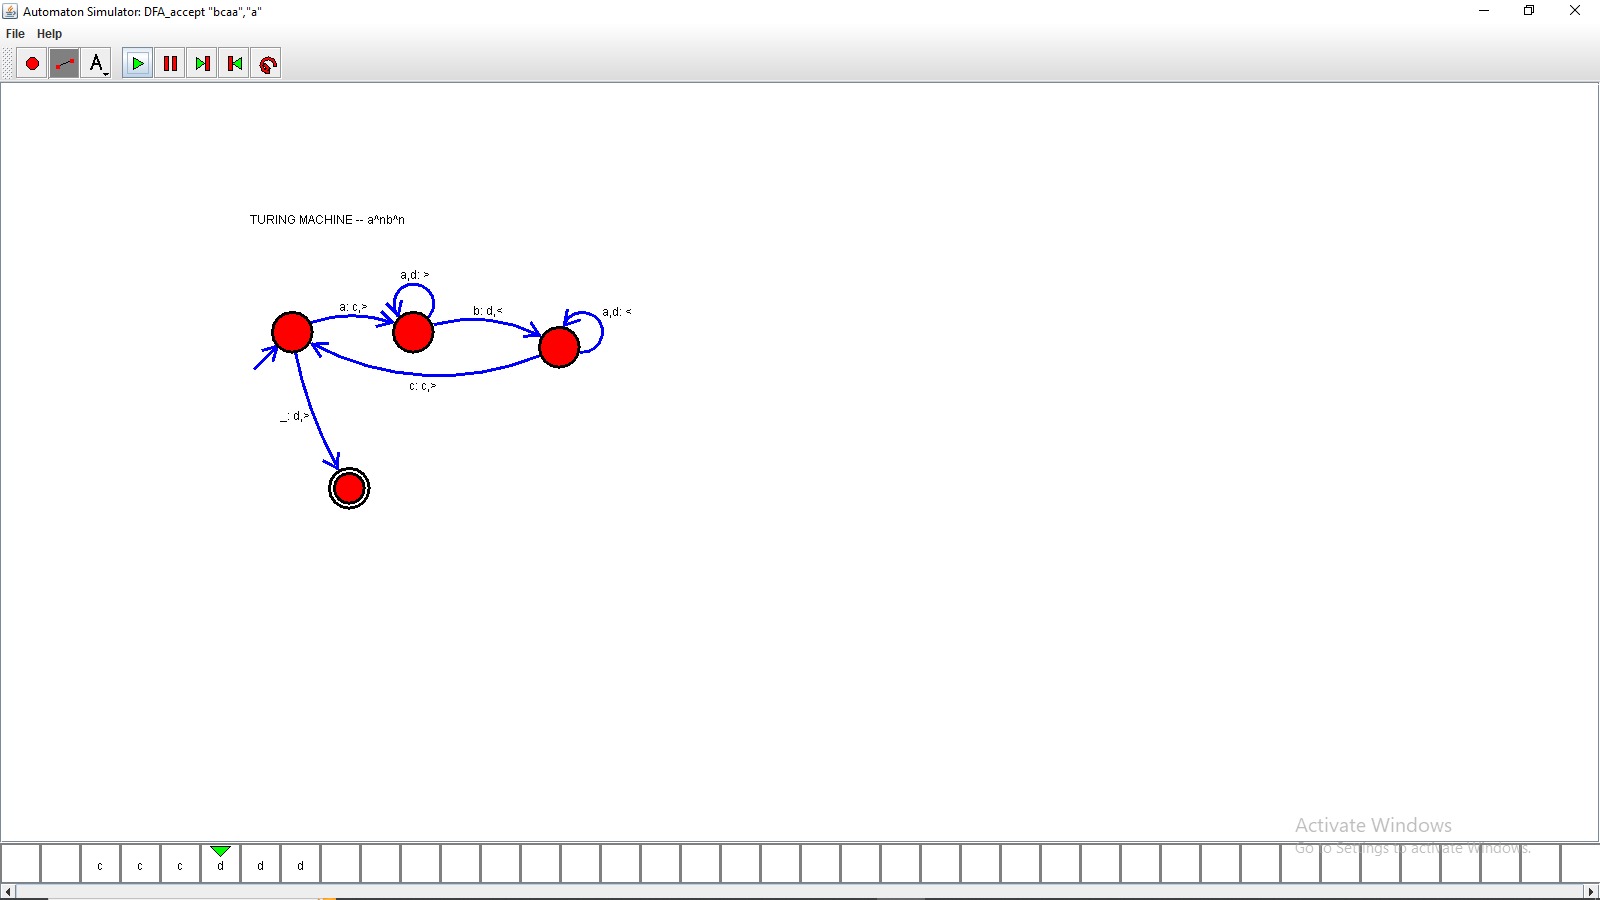 Automaton Simulator: DFA_accept "bcaa","a"
File Help
A
TURING MACHINE -- a^nb^n
a,d: >
a: c,>
b: d,<
a,d: <
c: c,>
_: d,>
Activate Windows
Go to Settings to activate Windows.
c c c d d d